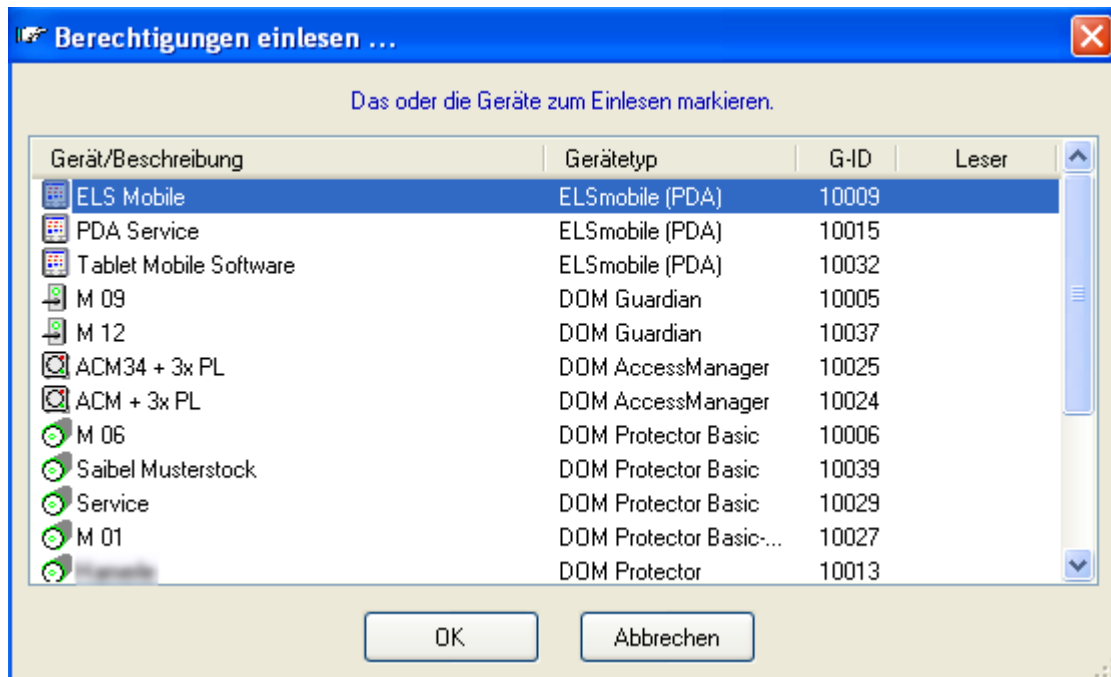 Berechtigungen einlesen ...
Das oder die Geräte zum Einlesen markieren.
Gerät/Beschreibung Gerätetyp G-ID Leser
ELS Mobile ELSmobile (PDA) 10009
PDA Service ELSmobile (PDA) 10015
Tablet Mobile Software ELSmobile (PDA) 10032
M 09 DOM Guardian 10005
M 12 DOM Guardian 10037
ACM34 + 3x PL DOM AccessManager 10025
ACM + 3x PL DOM AccessManager 10024
M 06 DOM Protector Basic 10006
Saibel Musterstock DOM Protector Basic 10039
Service DOM Protector Basic 10029
M 01 DOM Protector Basic-... 10027
DOM Protector 10013
OK Abbrechen